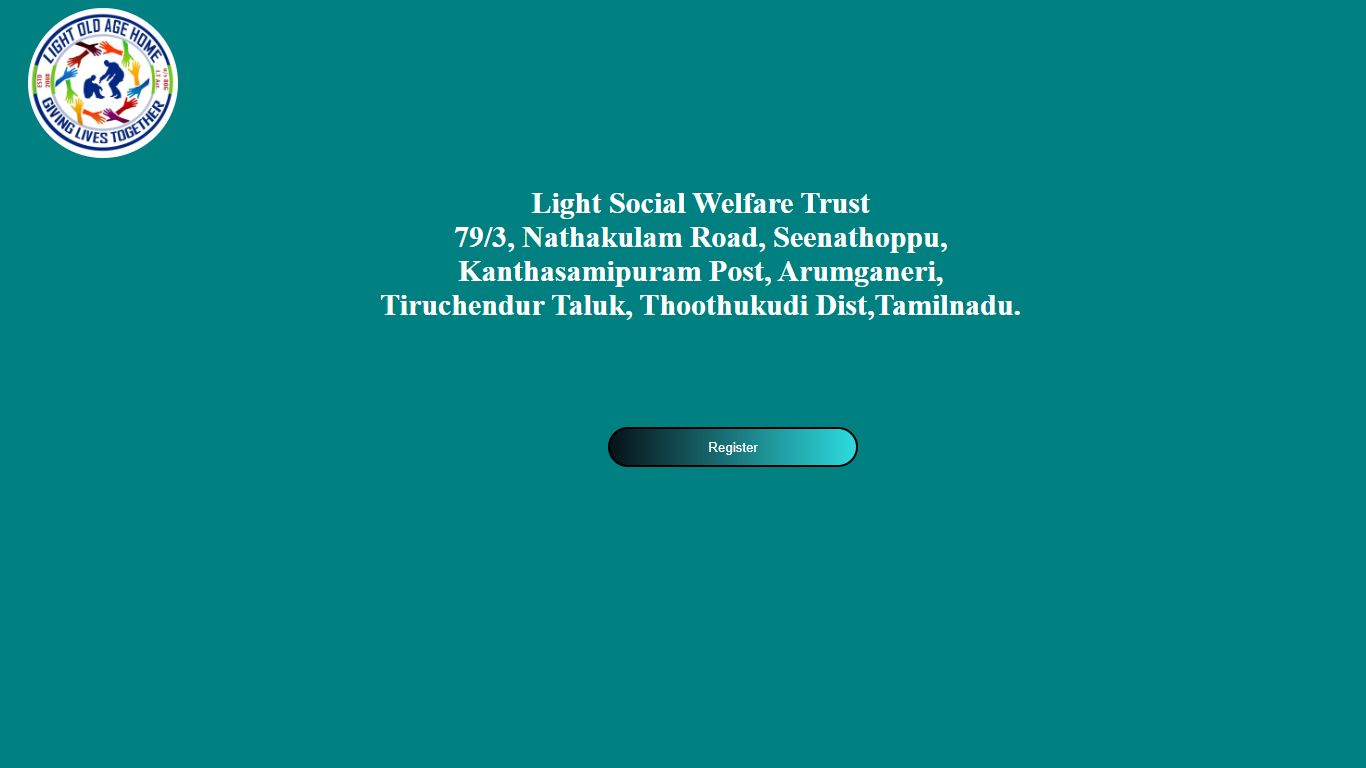 LIGHT OLD AGE HOME
ESTD
2008
GIVING LIVES TOGETHER
Light Social Welfare Trust
79/3, Nathakulam Road, Seenathoppu,
Kanthasamipuram Post, Arumganeri,
Tiruchendur Taluk, Thoothukudi Dist,Tamilnadu.
Register